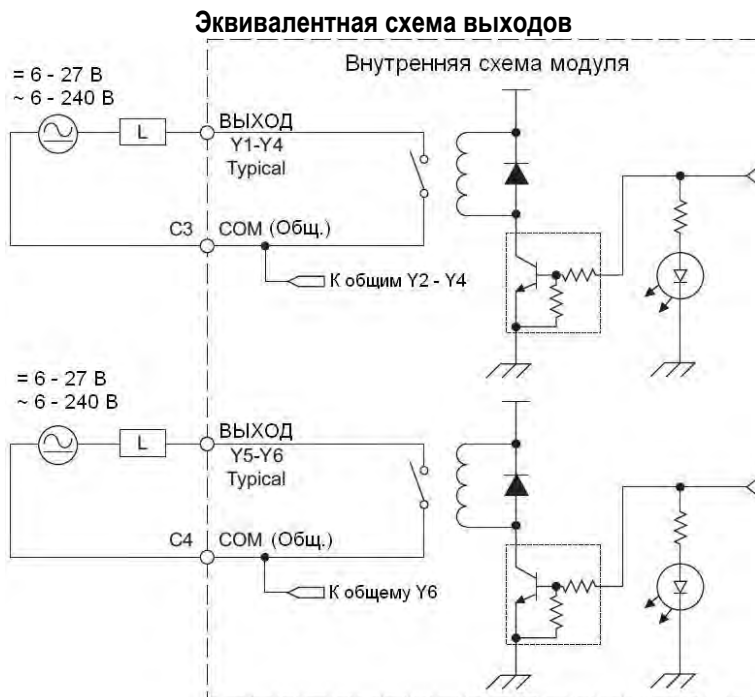 Эквивалентная схема выходов
Внутренняя схема модуля
= 6 - 27 В
~ 6 - 240 В
L
ВЫХОД
Y1-Y4
Typical
C3
COM (Общ.)
К общим Y2 - Y4
= 6 - 27 В
~ 6 - 240 В
L
ВЫХОД
Y5-Y6
Typical
C4
COM (Общ.)
К общему Y6